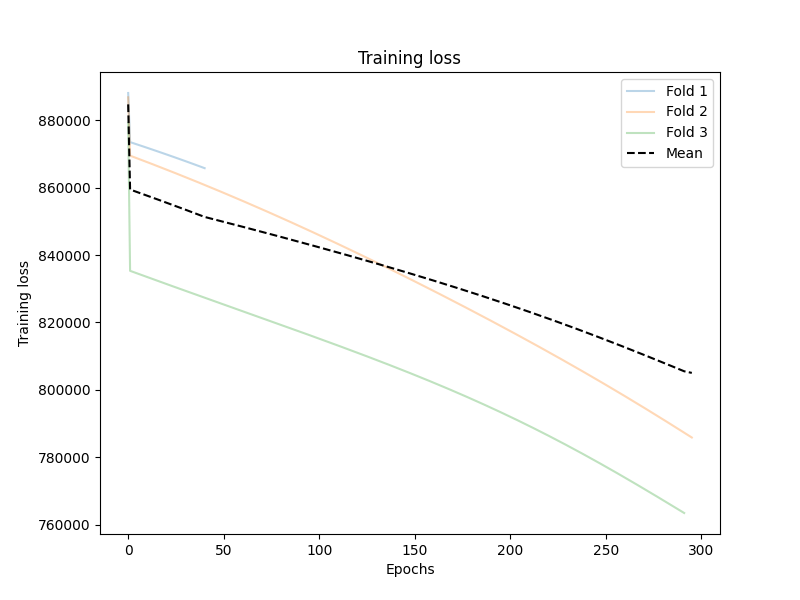 Training loss
Fold 1
Fold 2
Fold 3
Mean
Training loss
880000
860000
840000
820000
800000
780000
760000
0 50 100 150 200 250 300
Epochs